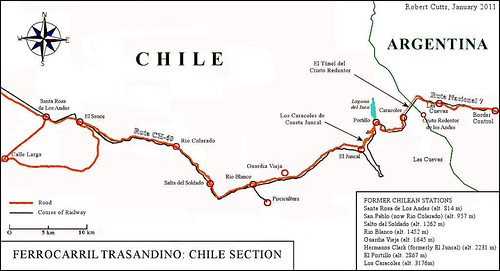 Robert Cutts, January 2011
N
W
E
S
CHILE
ARGENTINA
El Túnel del
Cristo Redentor
Laguna
del Inca
Ruta Nacional 7
Santa Rosa
de Los Andes
El Sauce
Portillo
Caracoles
Las
Cuevas
Cristo Redentor
de los Andes
Border
Control
Los Caracoles de
Cuesta Juncal
Ruta CH-60
Rio Colorado
Calle Larga
Guardia Vieja
El Juncal
Las Cuevas
Salto del Soldado
Rio Blanco
Piscicultura
Road
Course of Railway
0
5 km
10 km
FERROCARRIL TRASANDINO: CHILE SECTION
FORMER CHILEAN STATIONS
Santa Rosa de Los Andes (alt. 814 m)
San Pablo (now Rio Colorado) (alt. 957 m)
Salto del Soldado (alt. 1262 m)
Rio Blanco (alt. 1452 m)
Guardia Vieja (alt. 1645 m)
Hermanos Clark (formerly El Juncal) (alt. 2231 m)
El Portillo (alt. 2867 m)
Los Caracoles (alt. 3176m)